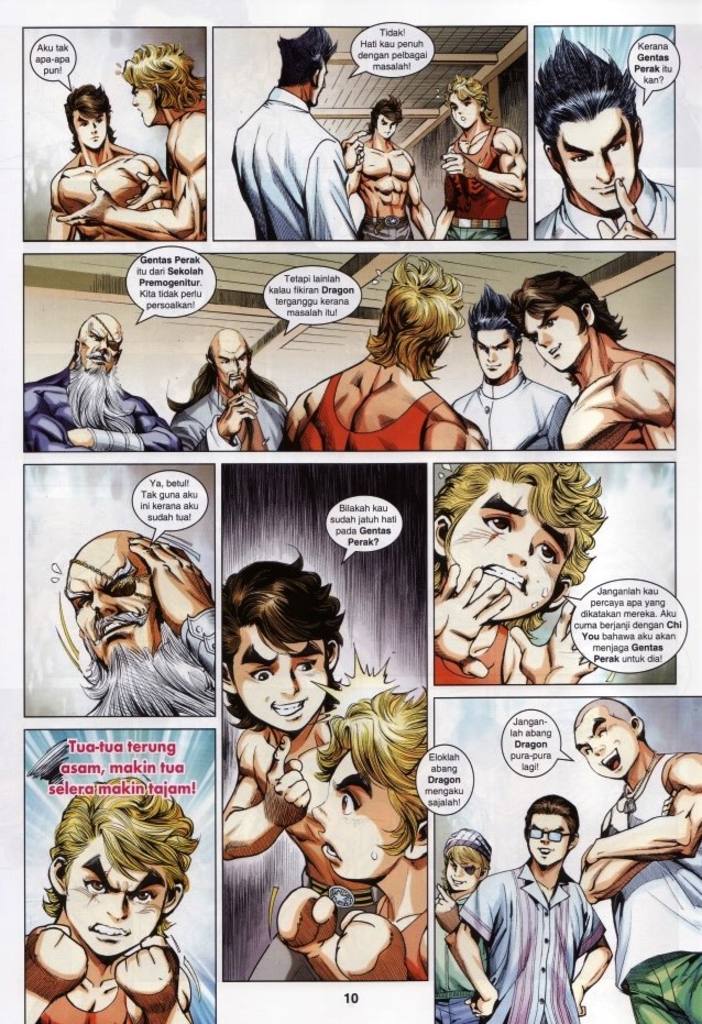 Aku tak
apa-apa
pun!
Tidak!
Hati kau penuh
dengan pelbagai
masalah!
Kerana
Gentas
Perak itu
kan?
Gentas Perak
itu dari Sekolah
Premogenitur.
Kita tidak perlu
persoalkan!
Tetapi lainlah
kalau fikiran Dragon
terganggu kerana
masalah itu!
Ya, betul!
Tak guna aku
ini kerana aku
sudah tua!
Bilakah kau
sudah jatuh hati
pada Gentas
Perak?
Janganlah kau
percaya apa yang
dikatakan mereka. Aku
cuma berjanji dengan Chi
You bahawa aku akan
menjaga Gentas
Perak untuk dia!
Tua-tua terung
asam, makin tua
selera makin tajam!
Jangan-
lah abang
Dragon
pura-pura
lagi!
Eloklah
abang
Dragon
mengaku
sajalah!
10